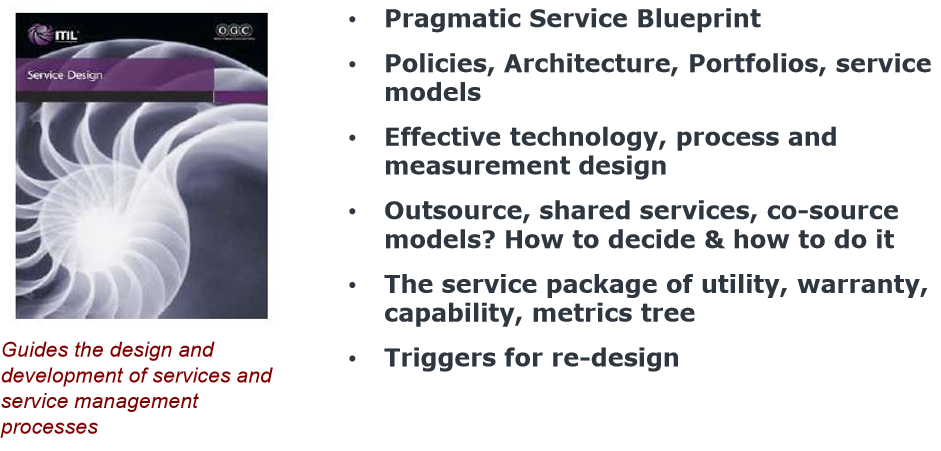 ITIL
OGC
Service Design
Guides the design and
development of services and
service management
processes
• Pragmatic Service Blueprint
• Policies, Architecture, Portfolios, service
models
• Effective technology, process and
measurement design
• Outsource, shared services, co-source
models? How to decide & how to do it
• The service package of utility, warranty,
capability, metrics tree
• Triggers for re-design